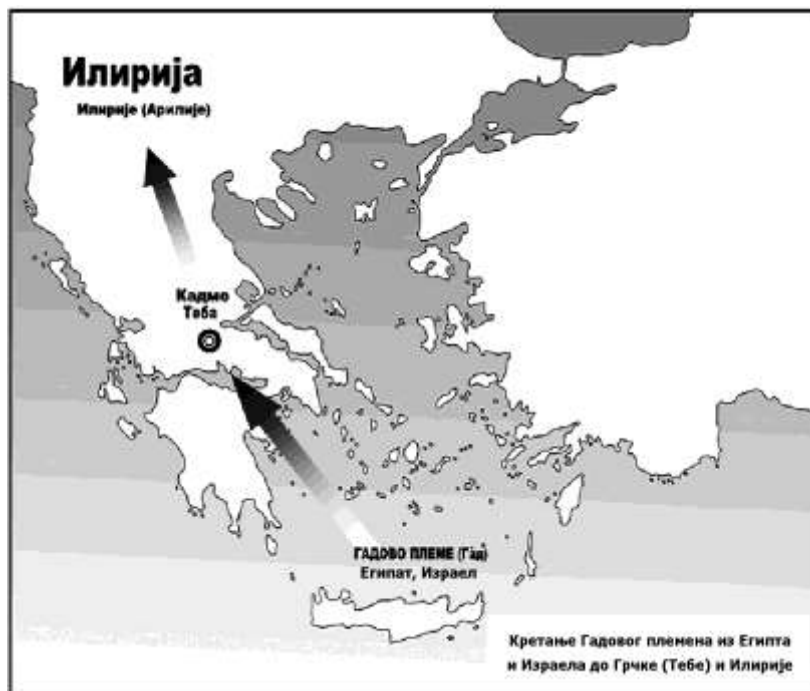 Илирија
Илирије (Арилије)
Кадмо
Теба
ГАДОВО ПЛЕМЕ (Гад)
Египат, Израел
Кретање Гадовог племена из Египта
и Израела до Грчке (Тебе) и Илирије